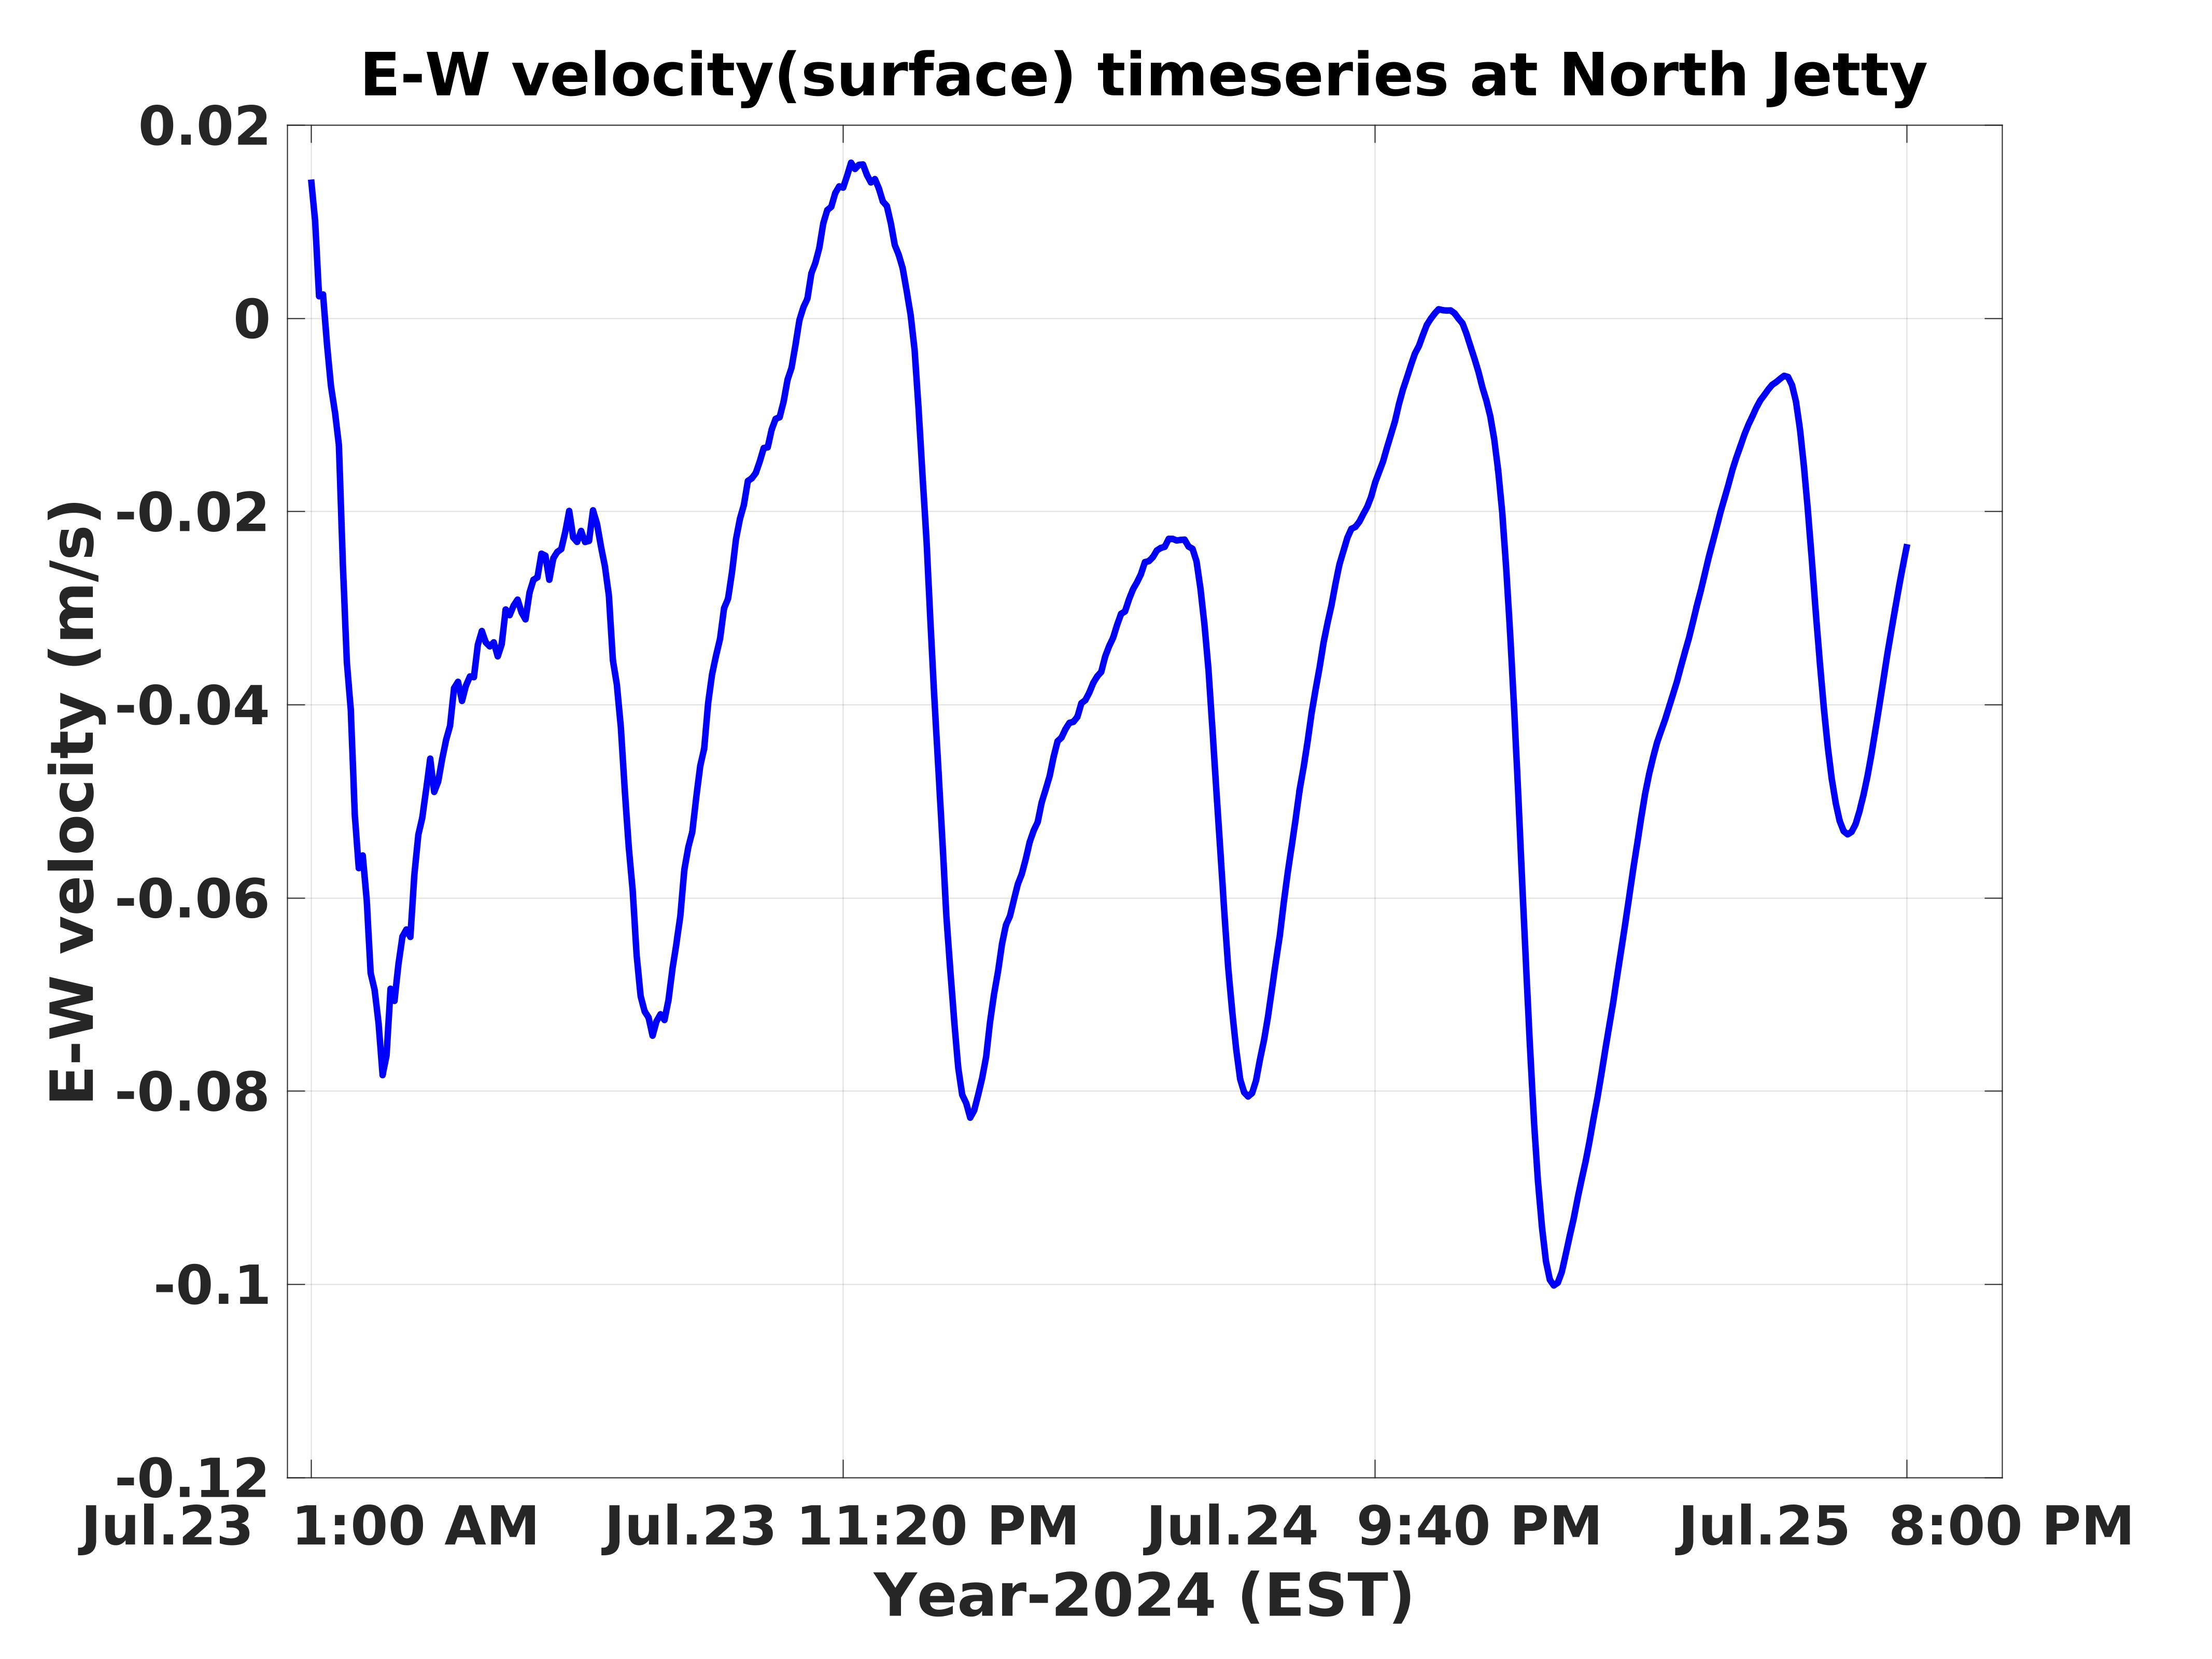 E-W velocity(surface) timeseries at North Jetty
0.02
0
-0.02
-0.04
-0.06
-0.08
-0.1
-0.12
E-W velocity (m/s)
Jul.23 1:00 AM Jul.23 11:20 PM Jul.24 9:40 PM Jul.25 8:00 PM
Year-2024 (EST)